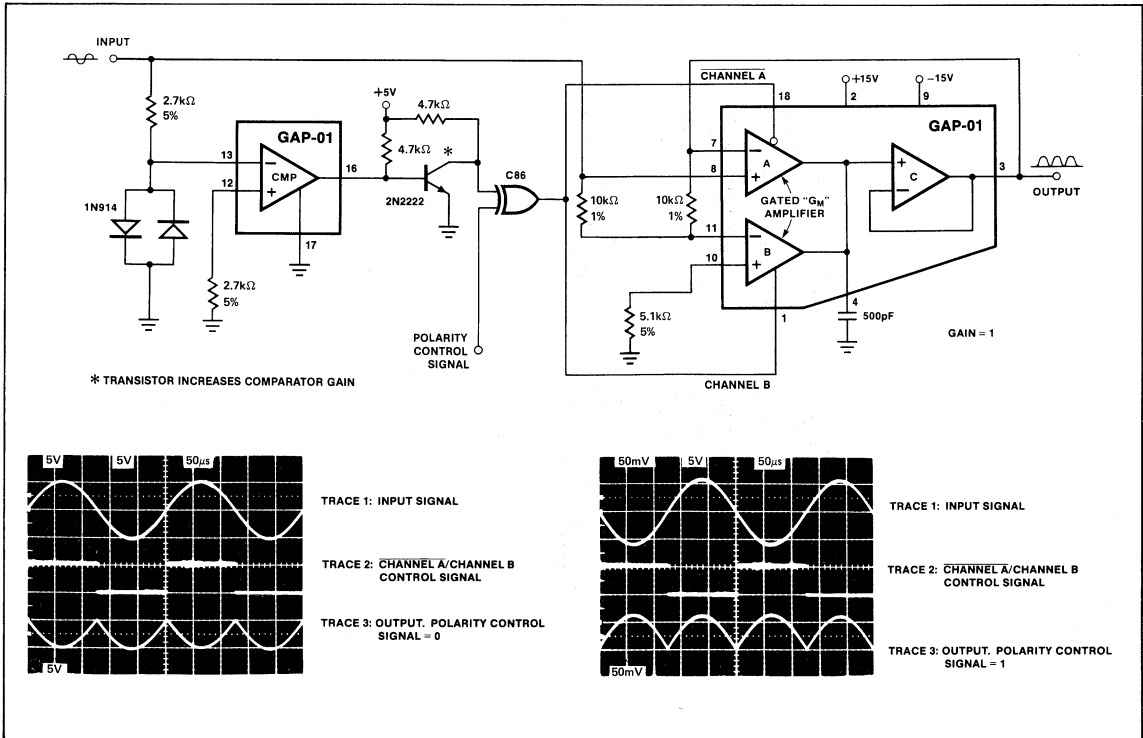 INPUT
2.7kΩ
5%
1N914
GAP-01
13
12
CMP
16
17
2.7kΩ
5%
+5V
4.7kΩ
4.7kΩ
*
2N2222
C86
POLARITY
CONTROL
SIGNAL
* TRANSISTOR INCREASES COMPARATOR GAIN
CHANNEL A
18
+15V
2
-15V
9
GAP-01
7
8
A
10kΩ
1%
10kΩ
1%
GATED "GM"
AMPLIFIER
C
3
OUTPUT
11
10
B
5.1kΩ
5%
1
4
500pF
GAIN = 1
CHANNEL B
5V 5V 50µs
5V
TRACE 1: INPUT SIGNAL
TRACE 2: CHANNEL A/CHANNEL B
CONTROL SIGNAL
TRACE 3: OUTPUT. POLARITY CONTROL
SIGNAL = 0
50mV 5V 50µs
50mV
TRACE 1: INPUT SIGNAL
TRACE 2: CHANNEL A/CHANNEL B
CONTROL SIGNAL
TRACE 3: OUTPUT. POLARITY CONTROL
SIGNAL = 1